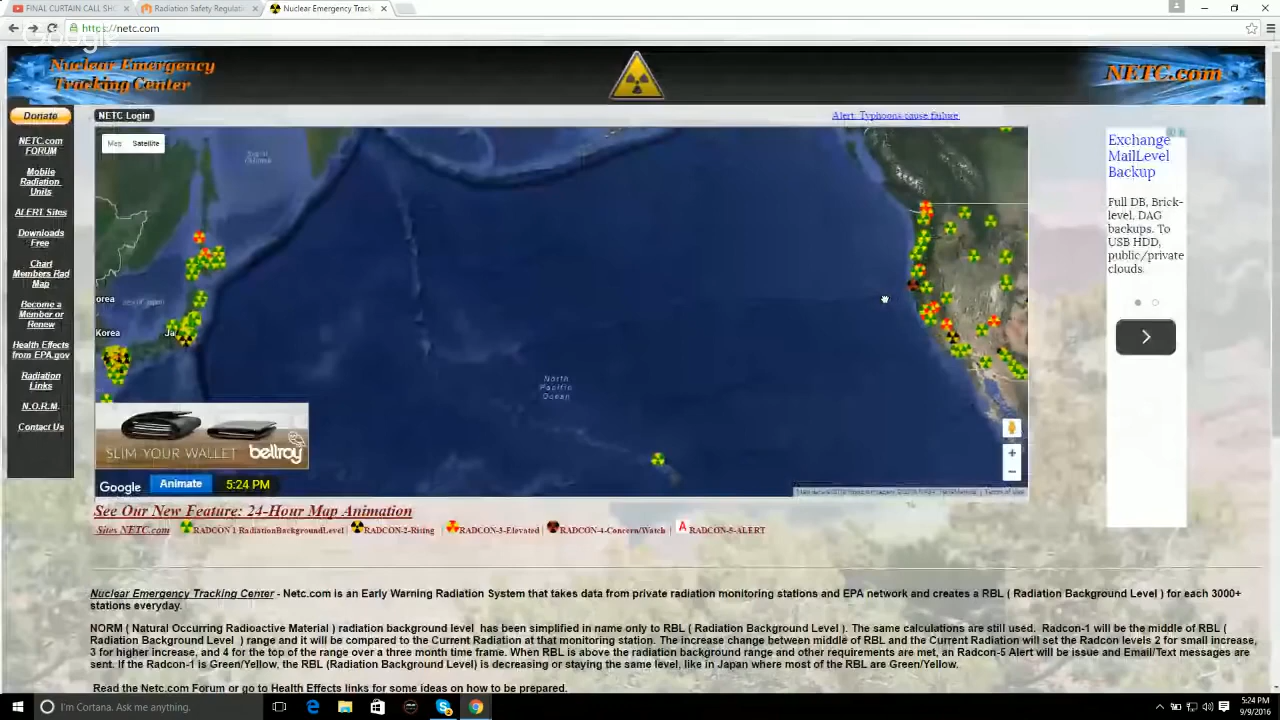 FINAL CURTAIN CALL SHO
Radiation Safety Regulati
Nuclear Emergency Track
https://netc.com
Google
Nuclear Emergency
Tracking Center
NETC.com
Donate
NETC Login
Alert: Typhoons cause failure.
NETC.com
FORUM
Mobile
Radiation
Units
ALERT Sites
Downloads
Free
Chart
Members Rad
Map
Become a
Member or
Renew
Health Effects
from EPA.gov
Radiation
Links
N.O.R.M.
Contact Us
Map
Satellite
orea
Korea
Ja
North
Pacific
Ocean
SLIM YOUR WALLET bellroy
Google
Animate
5:24 PM
Terms of Use
Exchange
MailLevel
Backup
Full DB, Brick-
level, DAG
backups. To
USB HDD,
public/private
clouds.
See Our New Feature: 24-Hour Map Animation
Sites NETC.com RADCON 1 RadiationBackgroundLevel | RADCON-2-Rising | RADCON-3-Elevated | RADCON-4-Concern/Watch | A RADCON-5-ALERT
Nuclear Emergency Tracking Center - Netc.com is an Early Warning Radiation System that takes data from private radiation monitoring stations and EPA network and creates a RBL ( Radiation Background Level ) for each 3000+
stations everyday.
NORM ( Natural Occurring Radioactive Material ) radiation background level has been simplified in name only to RBL ( Radiation Background Level ). The same calculations are still used. Radcon-1 will be the middle of RBL (
Radiation Background Level ) range and it will be compared to the Current Radiation at that monitoring station. The increase change between middle of RBL and the Current Radiation will set the Radcon levels 2 for small increase,
3 for higher increase, and 4 for the top of the range over a three month time frame. When RBL is above the radiation background range and other requirements are met, an Radcon-5 Alert will be issue and Email/Text messages are
sent. If the Radcon-1 is Green/Yellow, the RBL (Radiation Background Level) is decreasing or staying the same level, like in Japan where most of the RBL are Green/Yellow.
Read the Netc.com Forum or go to Health Effects links for some ideas on how to be prepared.
I'm Cortana. Ask me anything.
5:24 PM
9/9/2016